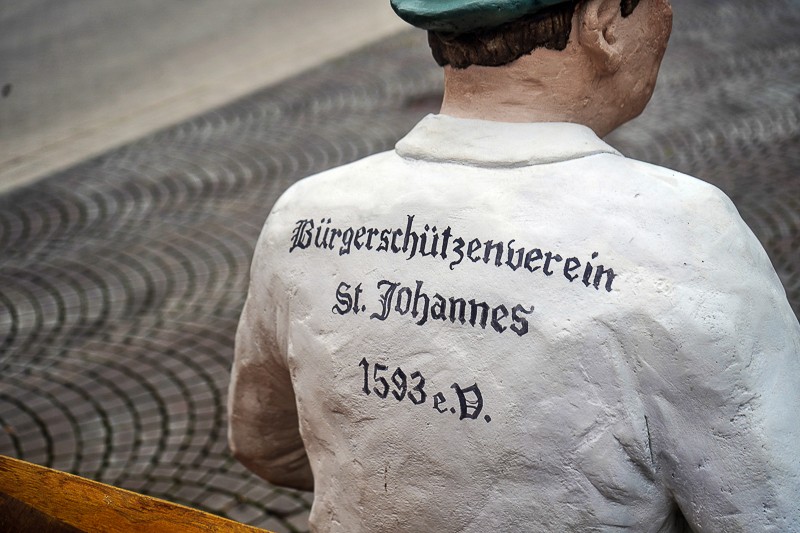 Bürgerschützenverein
St. Johannes
1593 e.V.